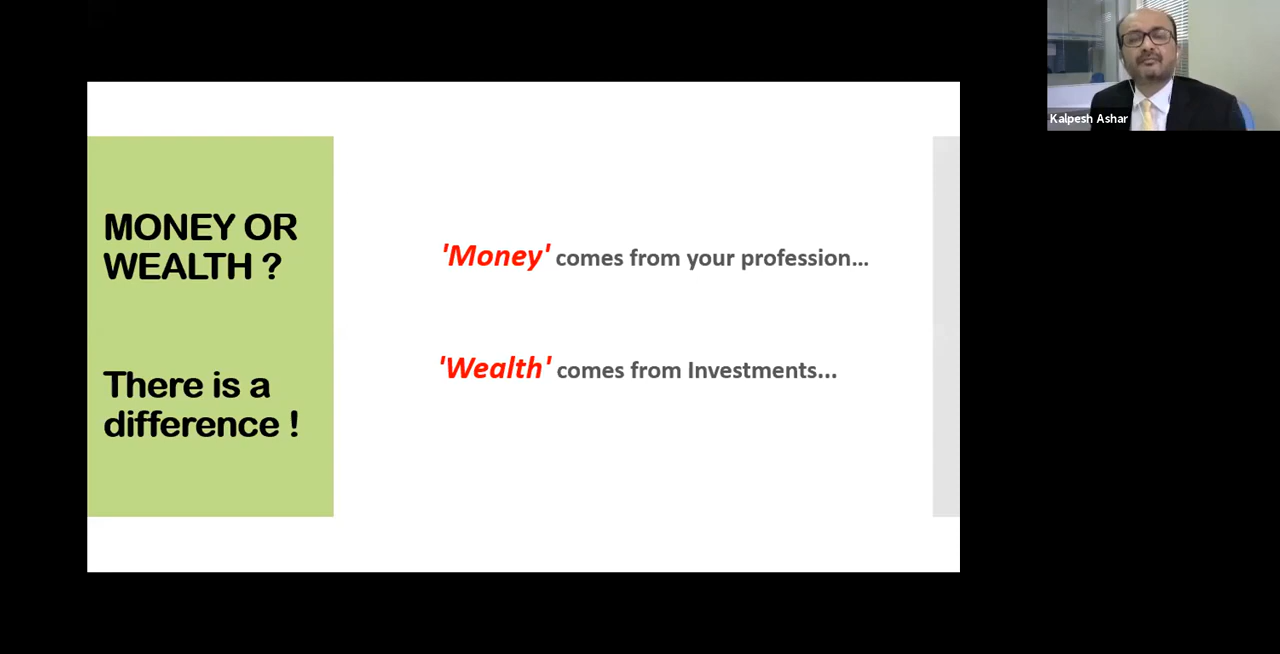 MONEY OR
WEALTH ?
There is a
difference !
'Money' comes from your profession...
'Wealth' comes from Investments...
Kalpesh Ashar